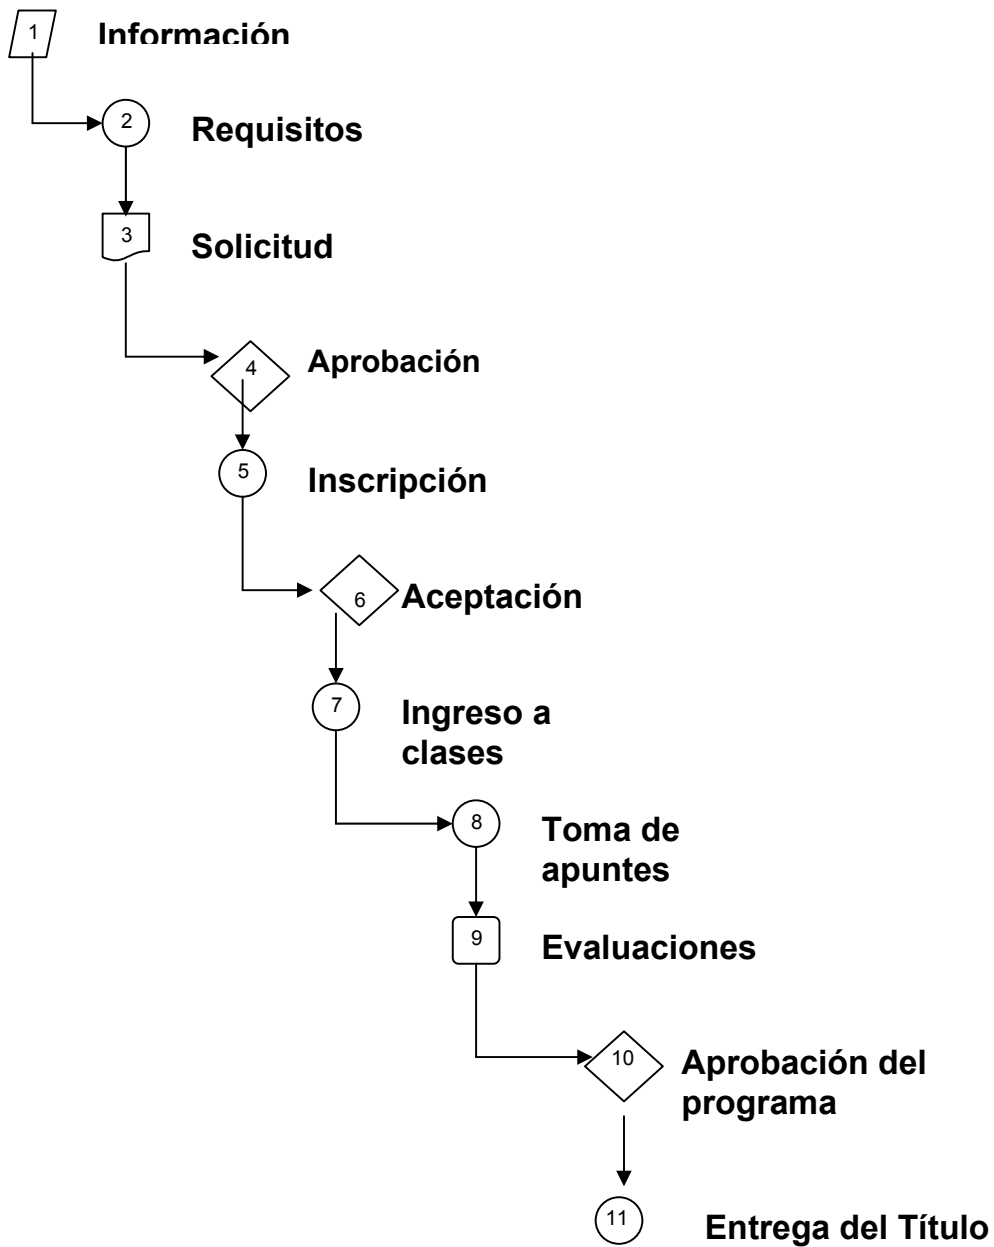 1 Información
2 Requisitos
3 Solicitud
4 Aprobación
5 Inscripción
6 Aceptación
7 Ingreso a
clases
8 Toma de
apuntes
9 Evaluaciones
10 Aprobación del
programa
11 Entrega del Título